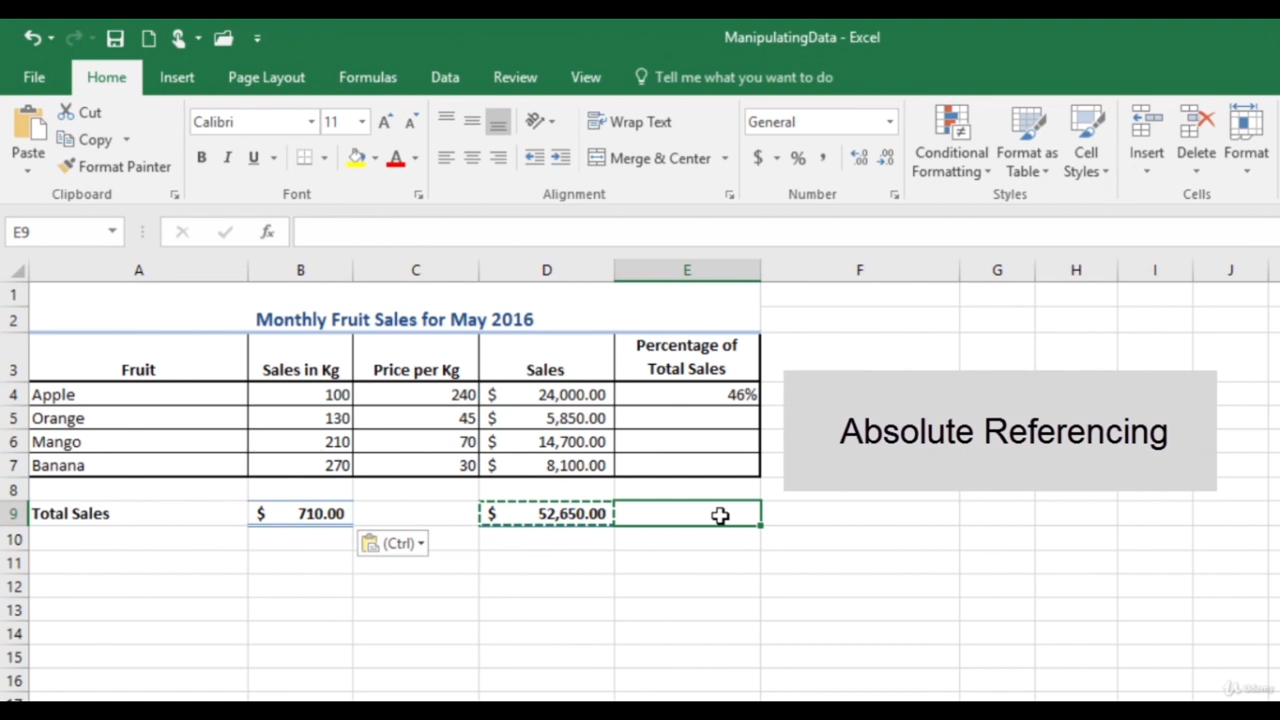 ManipulatingData - Excel
File Home Insert Page Layout Formulas Data Review View Tell me what you want to do
Cut
Copy
Format Painter
Paste
Clipboard
Calibri 11
B I U
Font
Wrap Text
Merge & Center
Alignment
General
$ % ,
Number
Conditional Formatting
Format as Table
Cell Styles
Styles
Insert Delete Format
Cells
E9 fx
A B C D E F G H I J
1
2 Monthly Fruit Sales for May 2016
3 Fruit Sales in Kg Price per Kg Sales Percentage of
Total Sales
4 Apple 100 240 $ 24,000.00 46%
5 Orange 130 45 $ 5,850.00
6 Mango 210 70 $ 14,700.00
7 Banana 270 30 $ 8,100.00
Absolute Referencing
8
9 Total Sales $ 710.00 $ 52,650.00
10 (Ctrl)
11
12
13
14
15
16
Udemy